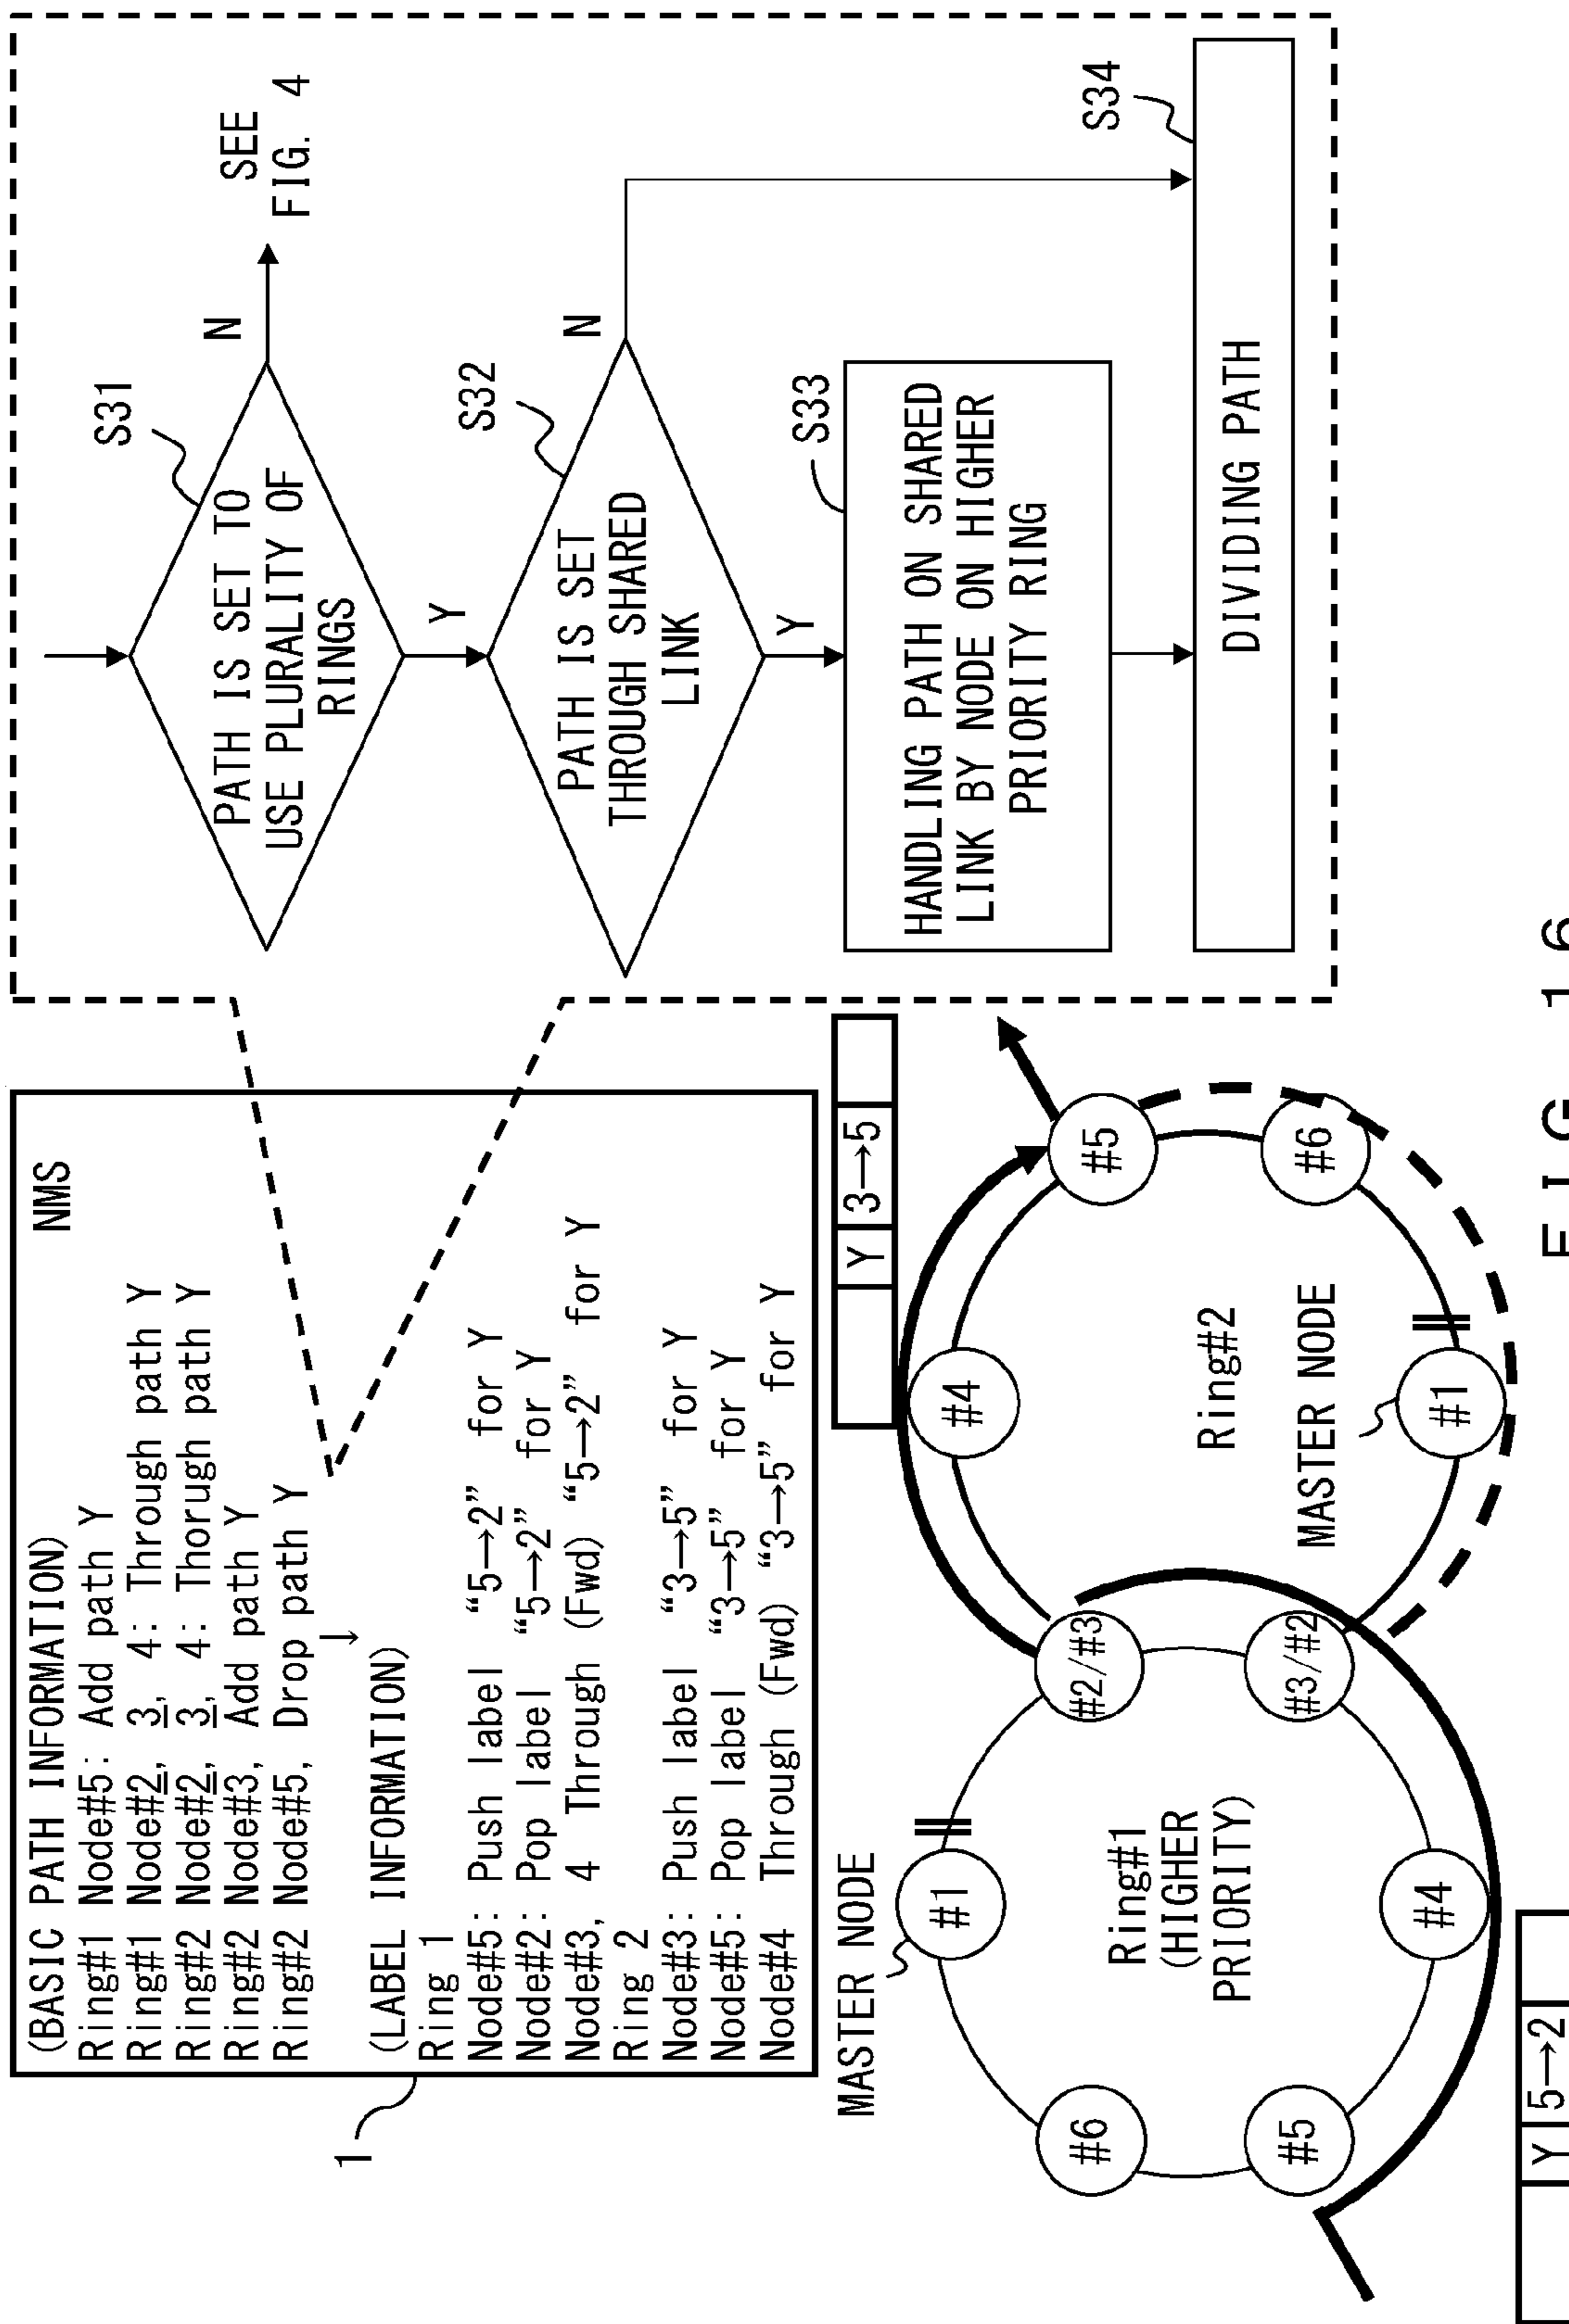 NMS
(BASIC PATH INFORMATION)
Ring#1 Node#5: Add path Y
Ring#1 Node#2, 3, 4: Through path Y
Ring#2 Node#2, 3, 4: Thorugh path Y
Ring#2 Node#3, Add path Y
Ring#2 Node#5, Drop path Y
↓
(LABEL INFORMATION)
Ring 1
Node#5: Push label "5→2" for Y
Node#2: Pop label "5→2" for Y
Node#3, 4 Through (Fwd) "5→2" for Y
Ring 2
Node#3: Push label "3→5" for Y
Node#5: Pop label "3→5" for Y
Node#4 Through (Fwd) "3→5" for Y
1
S31
PATH IS SET TO
USE PLURALITY OF
RINGS
N
SEE
FIG. 4
Y
S32
PATH IS SET
THROUGH SHARED
LINK
N
Y
S33
HANDLING PATH ON SHARED
LINK BY NODE ON HIGHER
PRIORITY RING
S34
DIVIDING PATH
MASTER NODE
#1
#6
#5
#4
Ring#1
(HIGHER
PRIORITY)
#2/#3
#3/#2
Y 5→2
Y 3→5
#4
#5
#6
#1
Ring#2
MASTER NODE
FIG. 16